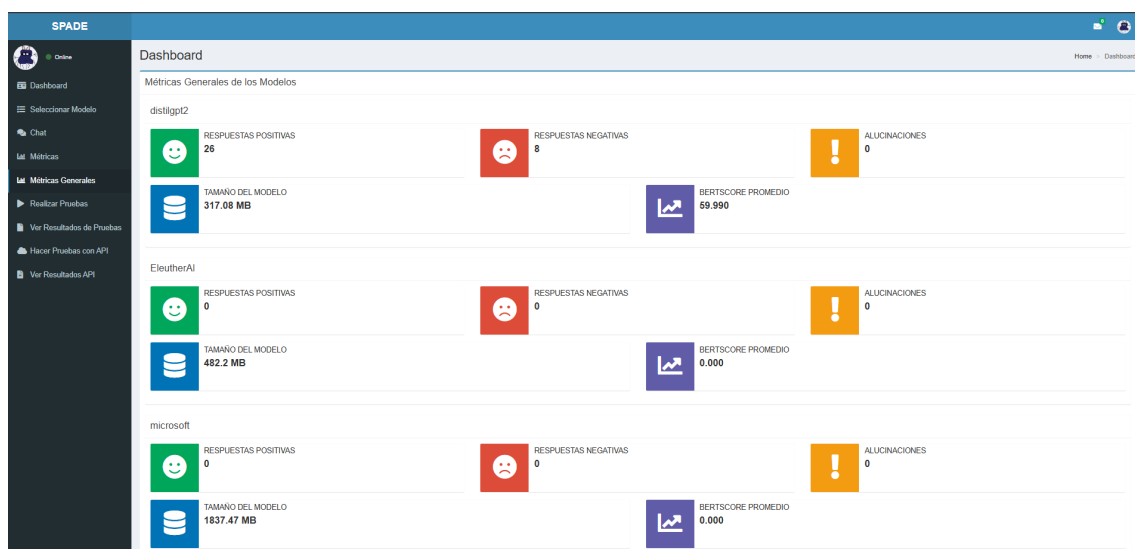 SPADE
0
Online
Dashboard
Home > Dashboard
Dashboard
Seleccionar Modelo
Chat
Métricas
Métricas Generales
Realizar Pruebas
Ver Resultados de Pruebas
Hacer Pruebas con API
Ver Resultados API
Métricas Generales de los Modelos
distilgpt2
RESPUESTAS POSITIVAS
26
RESPUESTAS NEGATIVAS
8
ALUCINACIONES
0
TAMAÑO DEL MODELO
317.08 MB
BERTSCORE PROMEDIO
59.990
EleutherAI
RESPUESTAS POSITIVAS
0
RESPUESTAS NEGATIVAS
0
ALUCINACIONES
0
TAMAÑO DEL MODELO
482.2 MB
BERTSCORE PROMEDIO
0.000
microsoft
RESPUESTAS POSITIVAS
0
RESPUESTAS NEGATIVAS
0
ALUCINACIONES
0
TAMAÑO DEL MODELO
1837.47 MB
BERTSCORE PROMEDIO
0.000